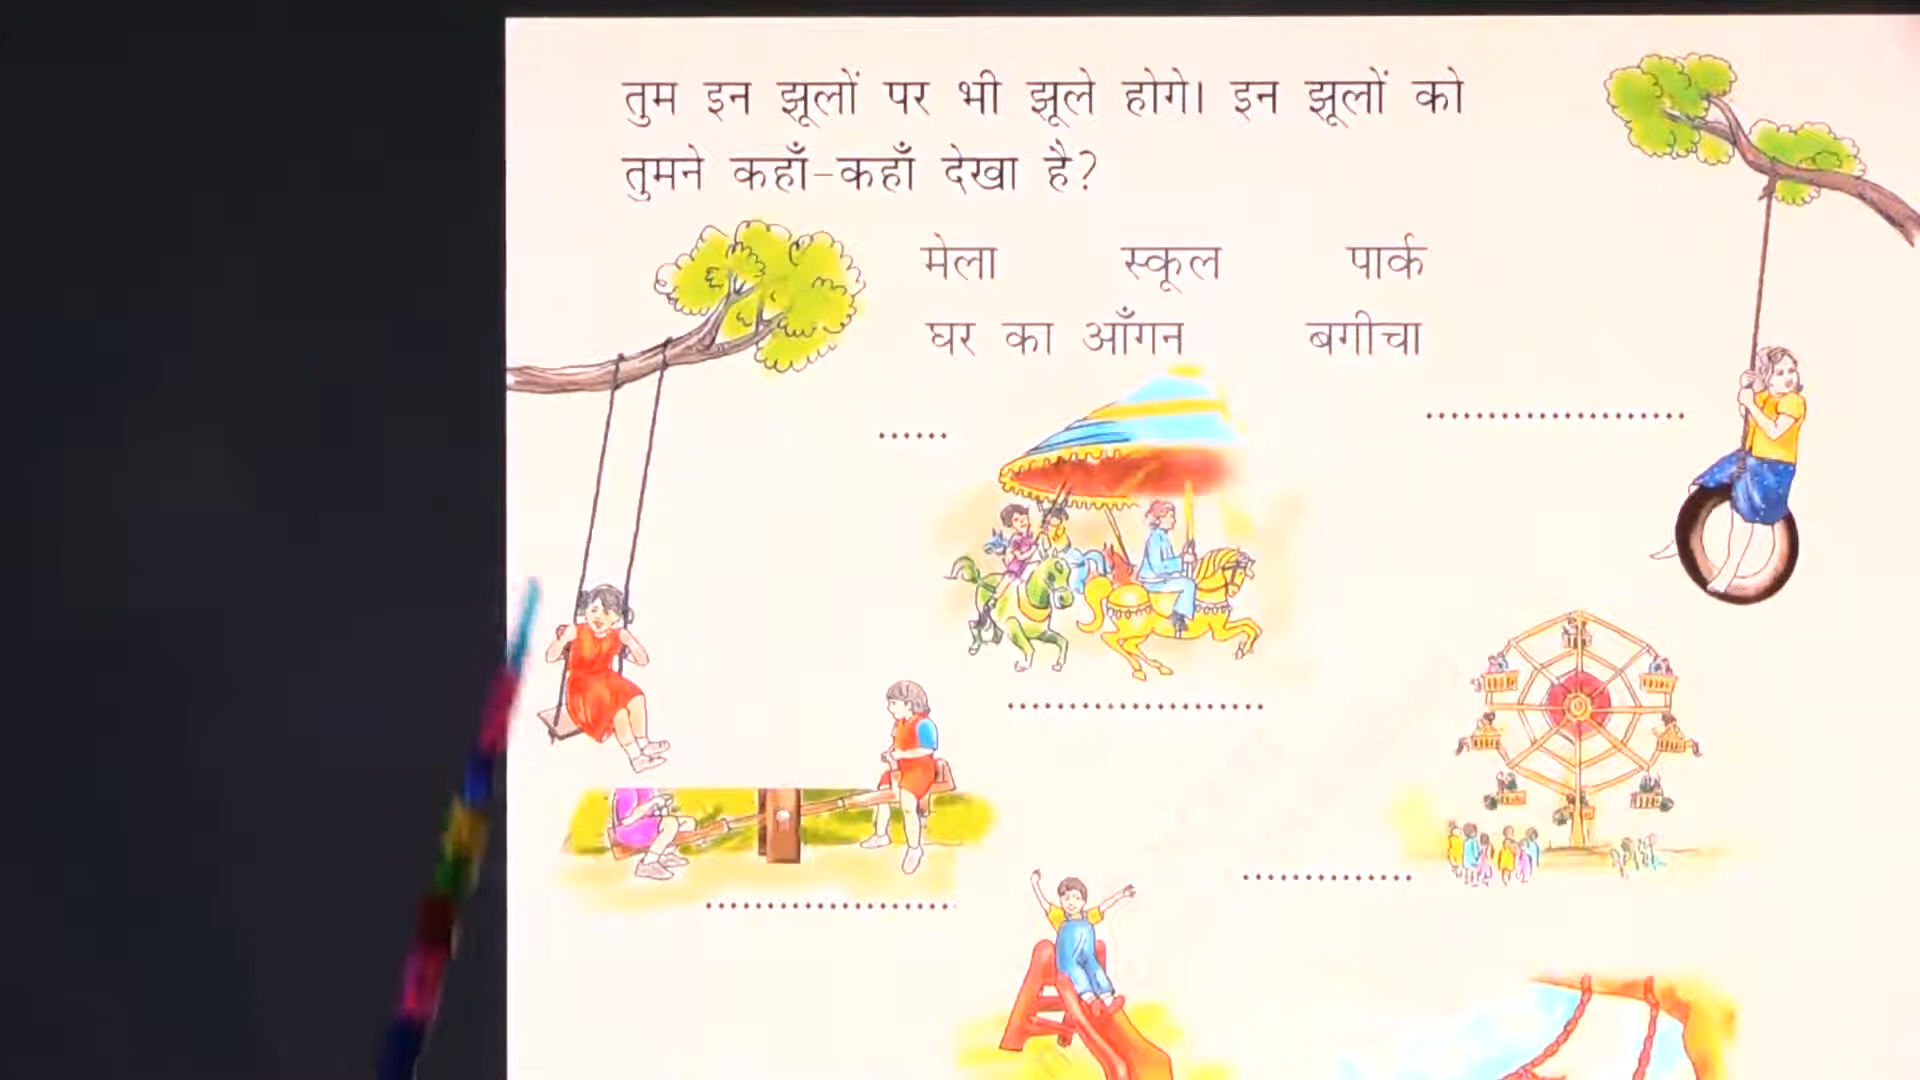 तुम इन झूलों पर भी झूले होगे। इन झूलों को
तुमने कहाँ-कहाँ देखा है?
मेला स्कूल पार्क
घर का आँगन बगीचा